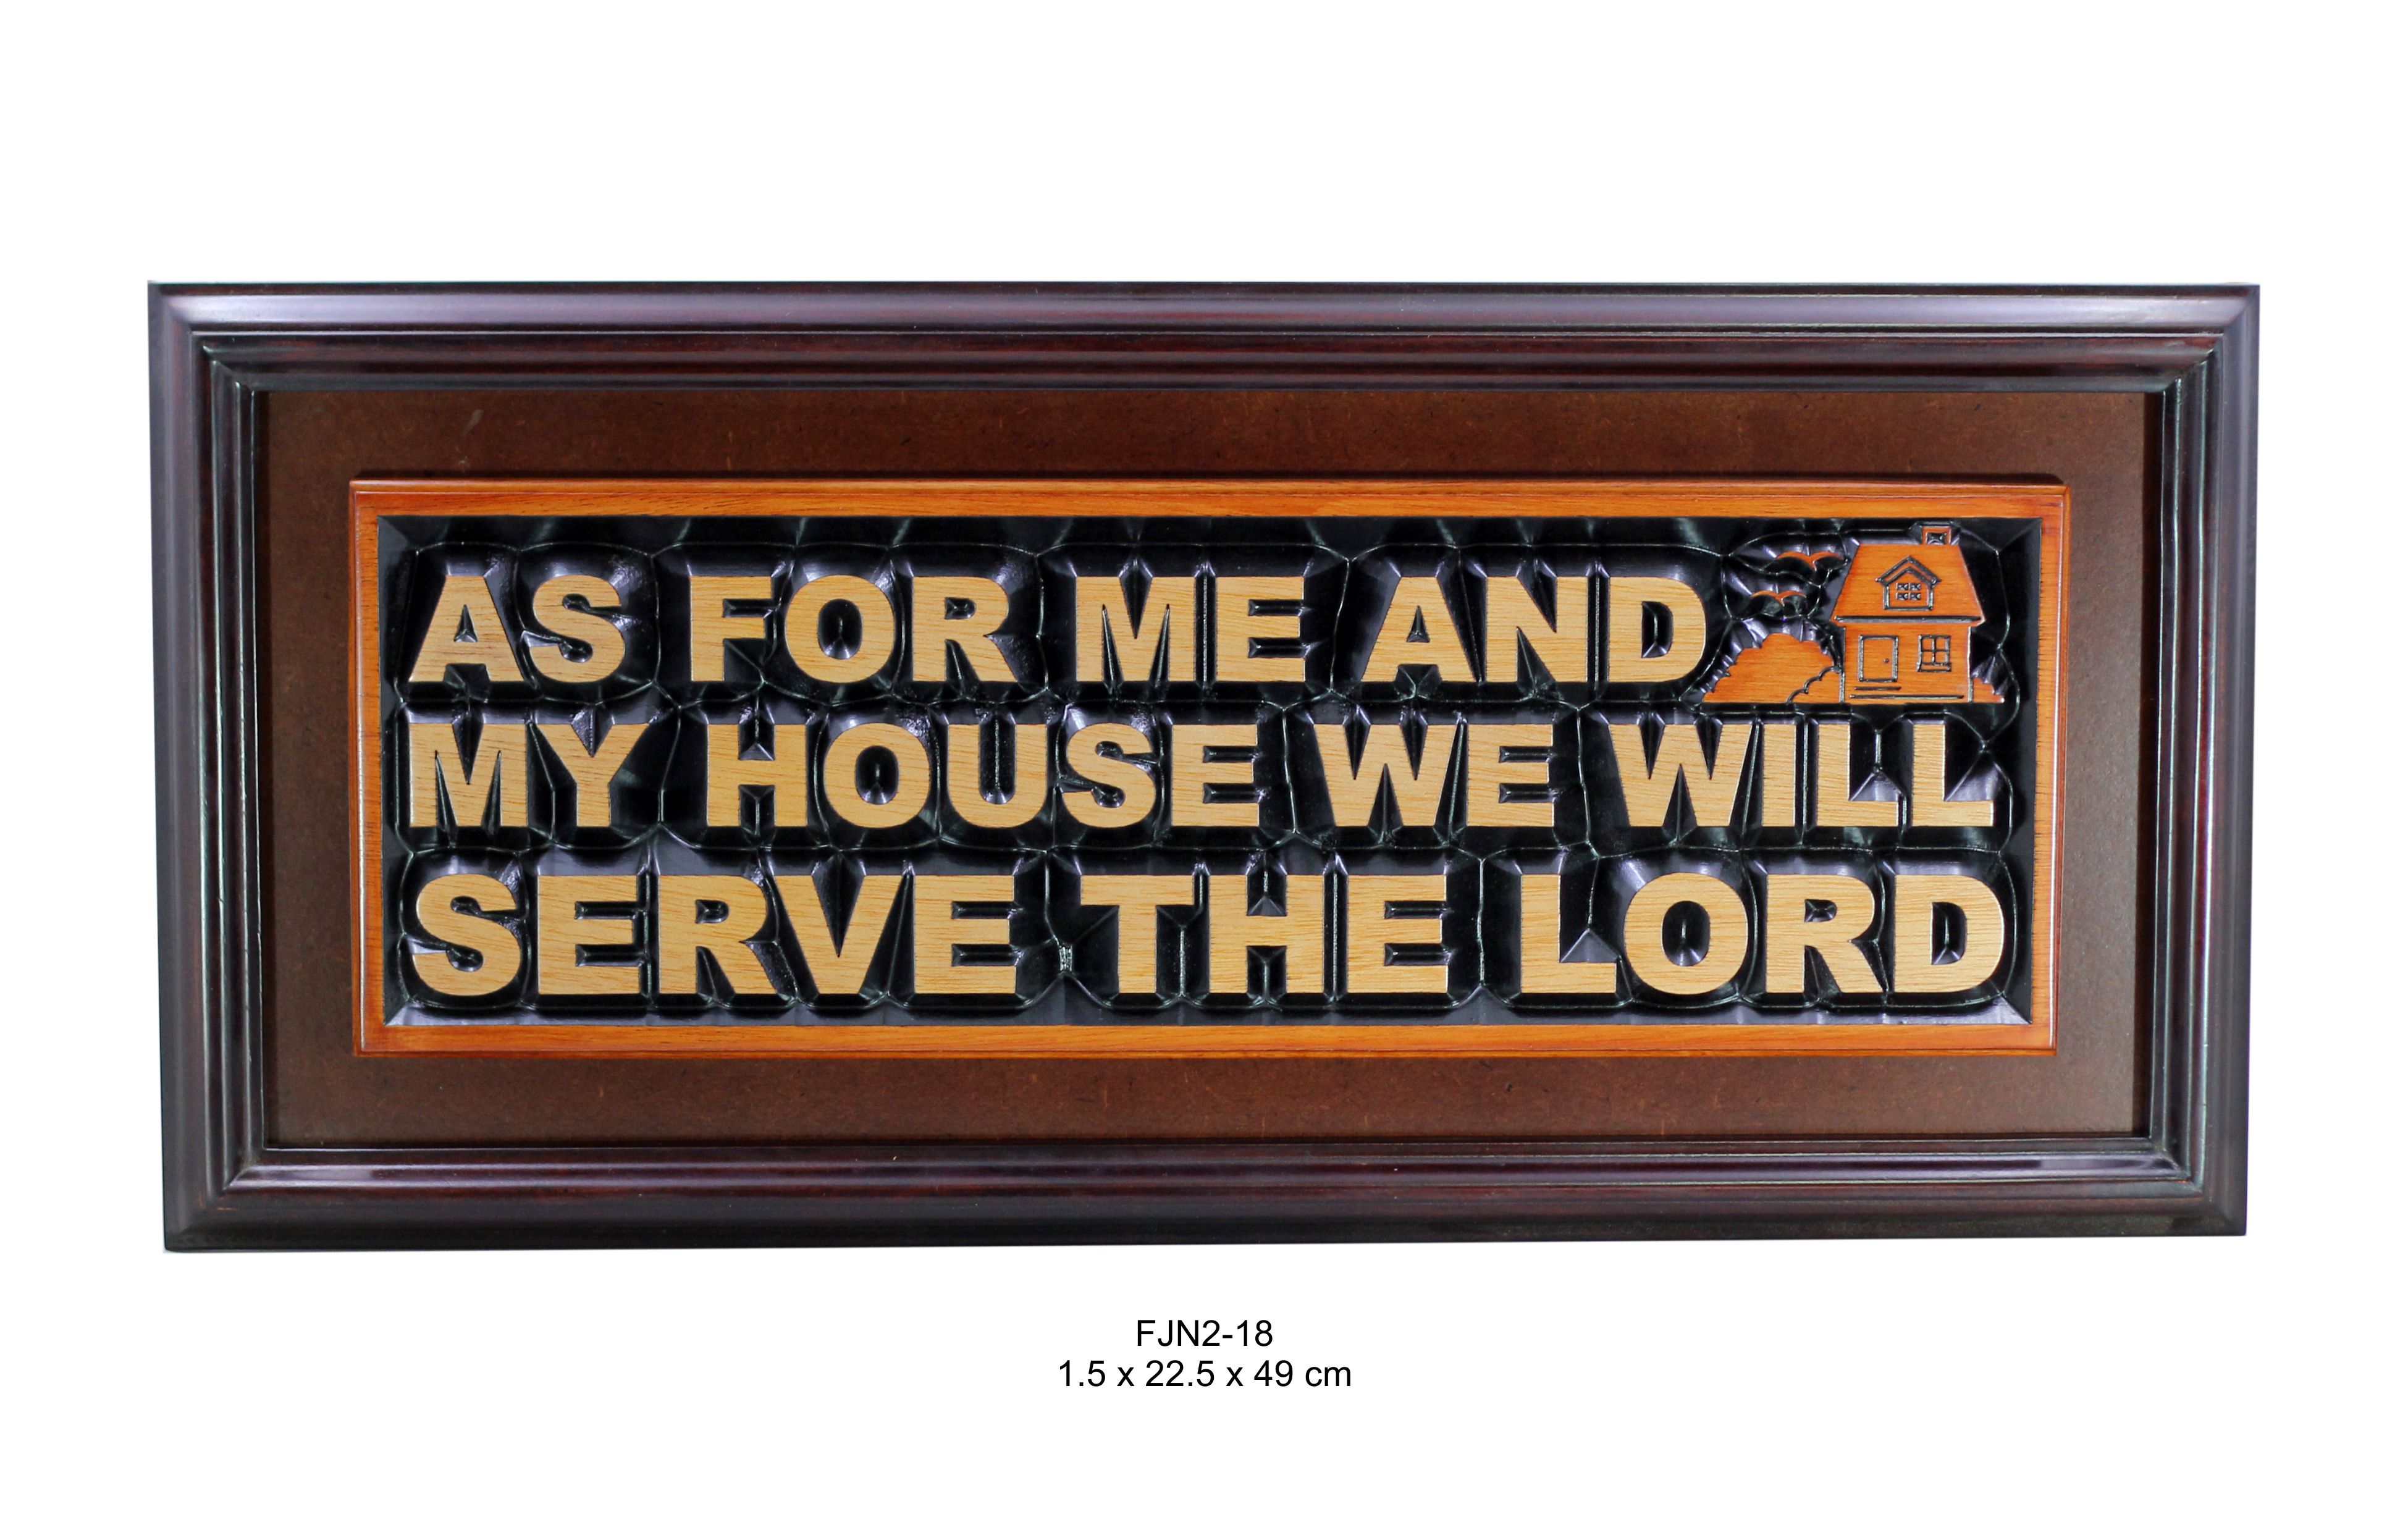 AS FOR ME AND
MY HOUSE WE WILL
SERVE THE LORD
FJN2-18
1.5 x 22.5 x 49 cm